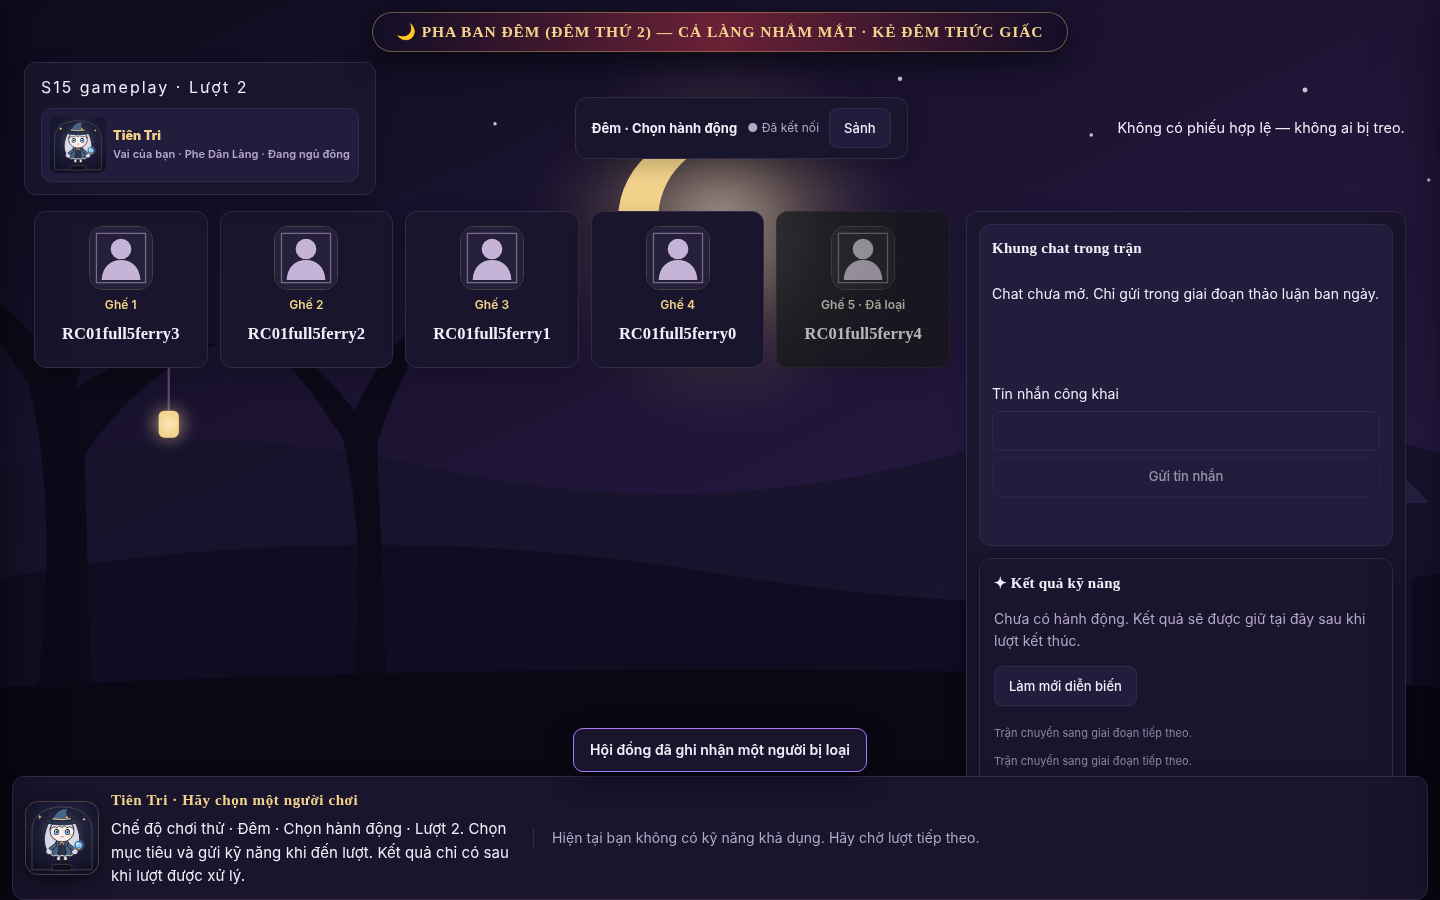 🌙 PHA BAN ĐÊM (ĐÊM THỨ 2) — CẢ LÀNG NHẮM MẮT · KẺ ĐÊM THỨC GIẤC
S15 gameplay · Lượt 2
Tiên Tri
Vai của bạn · Phe Dân Làng · Đang ngủ đông
Đêm · Chọn hành động
Đã kết nối
Sảnh
Không có phiếu hợp lệ — không ai bị treo.
Ghế 1
RC01full5ferry3
Ghế 2
RC01full5ferry2
Ghế 3
RC01full5ferry1
Ghế 4
RC01full5ferry0
Ghế 5 · Đã loại
RC01full5ferry4
Khung chat trong trận
Chat chưa mở. Chỉ gửi trong giai đoạn thảo luận ban ngày.
Tin nhắn công khai
Gửi tin nhắn
✦ Kết quả kỹ năng
Chưa có hành động. Kết quả sẽ được giữ tại đây sau khi
lượt kết thúc.
Làm mới diễn biến
Trận chuyển sang giai đoạn tiếp theo.
Trận chuyển sang giai đoạn tiếp theo.
Hội đồng đã ghi nhận một người bị loại
Tiên Tri · Hãy chọn một người chơi
Chế độ chơi thử · Đêm · Chọn hành động · Lượt 2. Chọn
mục tiêu và gửi kỹ năng khi đến lượt. Kết quả chỉ có sau
khi lượt được xử lý.
Hiện tại bạn không có kỹ năng khả dụng. Hãy chờ lượt tiếp theo.